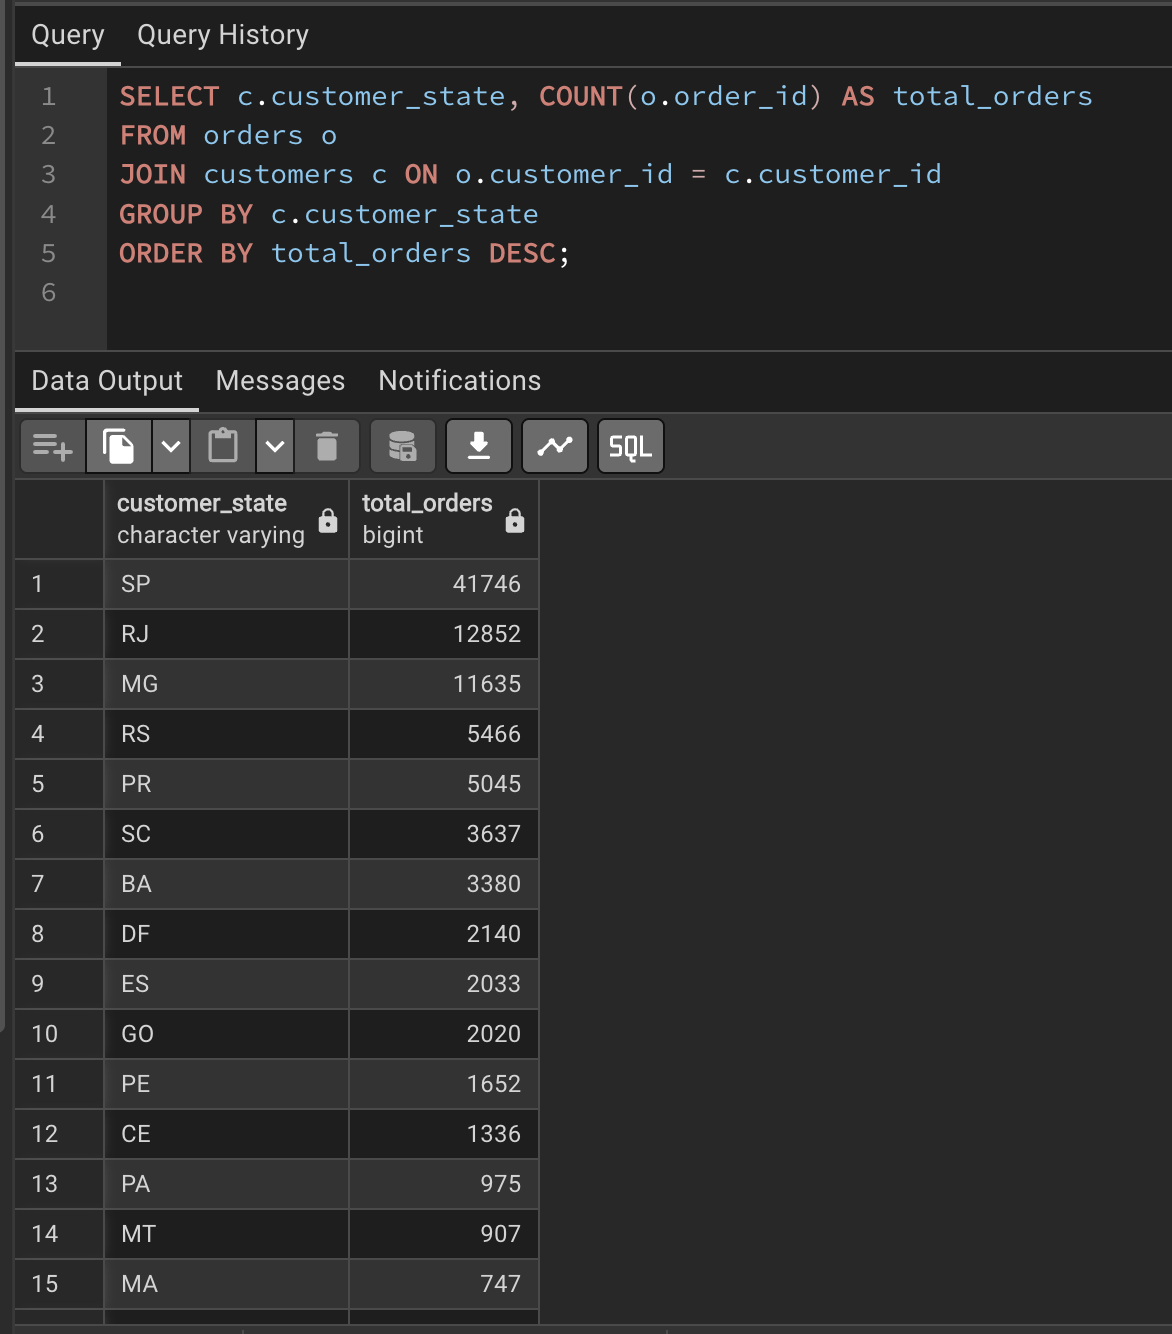 Query Query History
1 SELECT c.customer_state, COUNT(o.order_id) AS total_orders
2 FROM orders o
3 JOIN customers c ON o.customer_id = c.customer_id
4 GROUP BY c.customer_state
5 ORDER BY total_orders DESC;
6
Data Output Messages Notifications
SQL
customer_state total_orders
character varying bigint
1 SP 41746
2 RJ 12852
3 MG 11635
4 RS 5466
5 PR 5045
6 SC 3637
7 BA 3380
8 DF 2140
9 ES 2033
10 GO 2020
11 PE 1652
12 CE 1336
13 PA 975
14 MT 907
15 MA 747